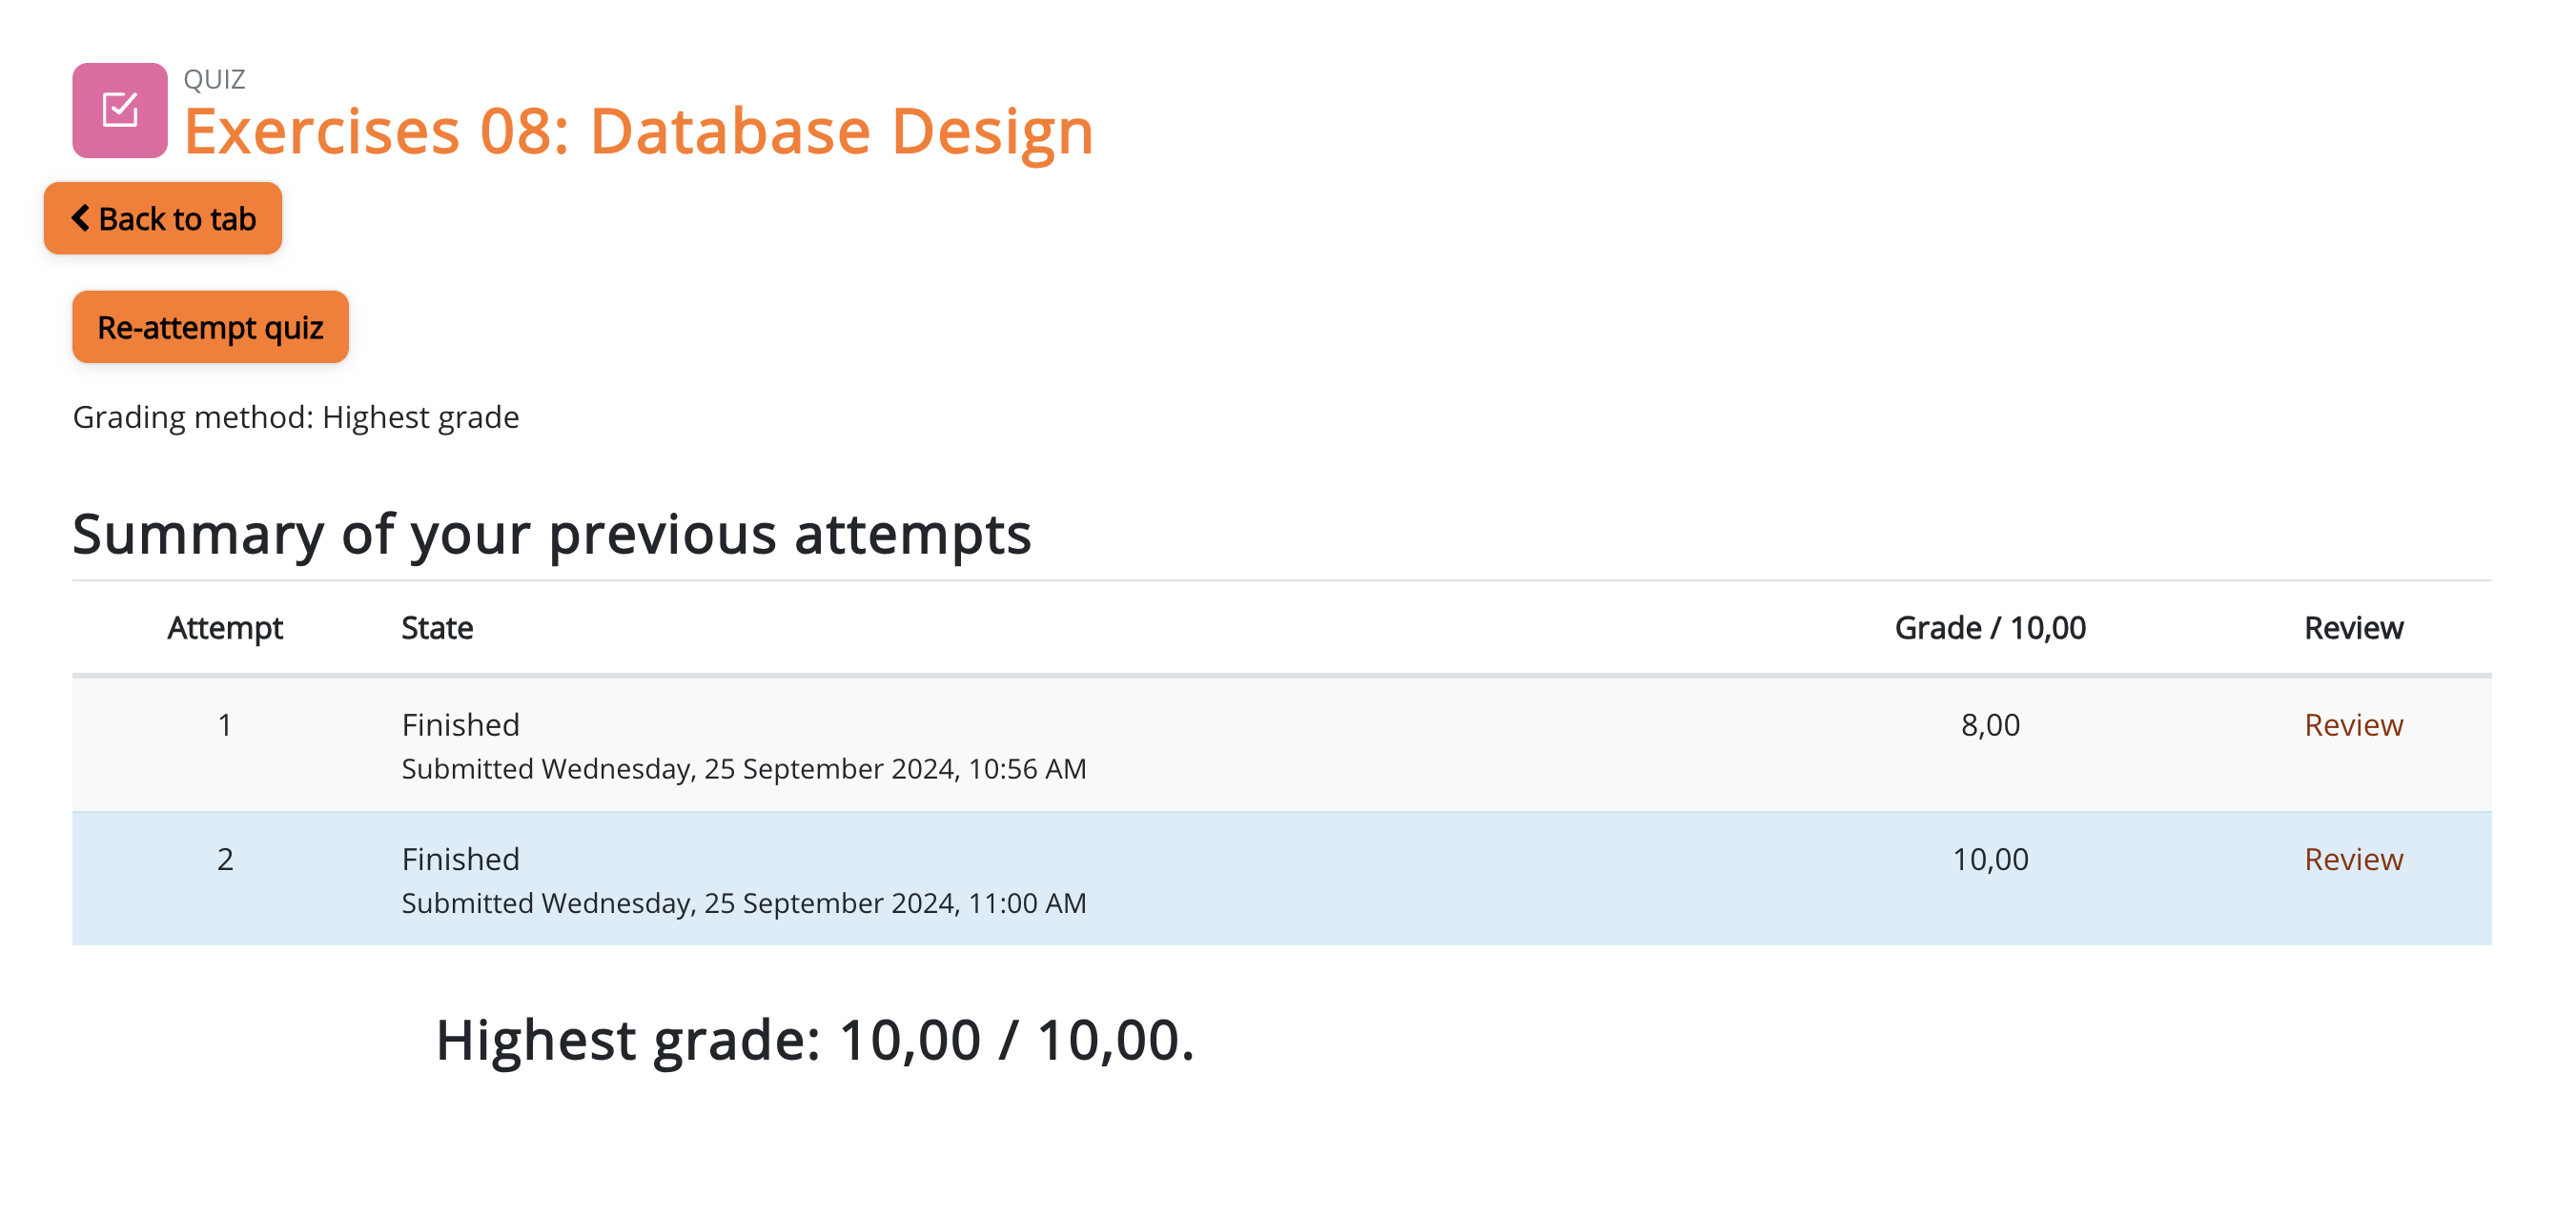 QUIZ
Exercises 08: Database Design
Back to tab
Re-attempt quiz
Grading method: Highest grade
Summary of your previous attempts
Attempt State Grade / 10,00 Review
1 Finished 8,00 Review
Submitted Wednesday, 25 September 2024, 10:56 AM
2 Finished 10,00 Review
Submitted Wednesday, 25 September 2024, 11:00 AM
Highest grade: 10,00 / 10,00.